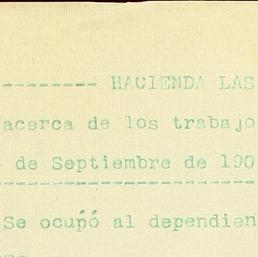 -------- HACIENDA LAS
acerca de los trabajo
de Septiembre de 190
Se ocupó al dependien